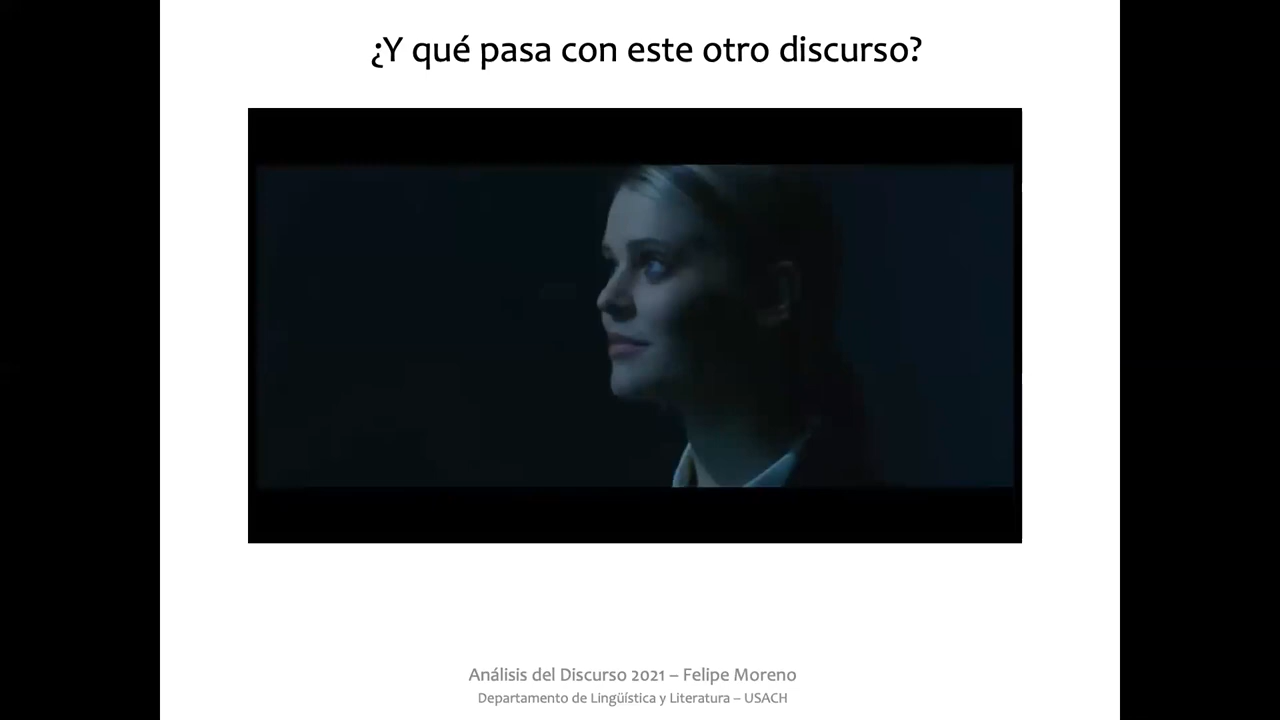 ¿Y qué pasa con este otro discurso?
Análisis del Discurso 2021 – Felipe Moreno
Departamento de Lingüística y Literatura – USACH